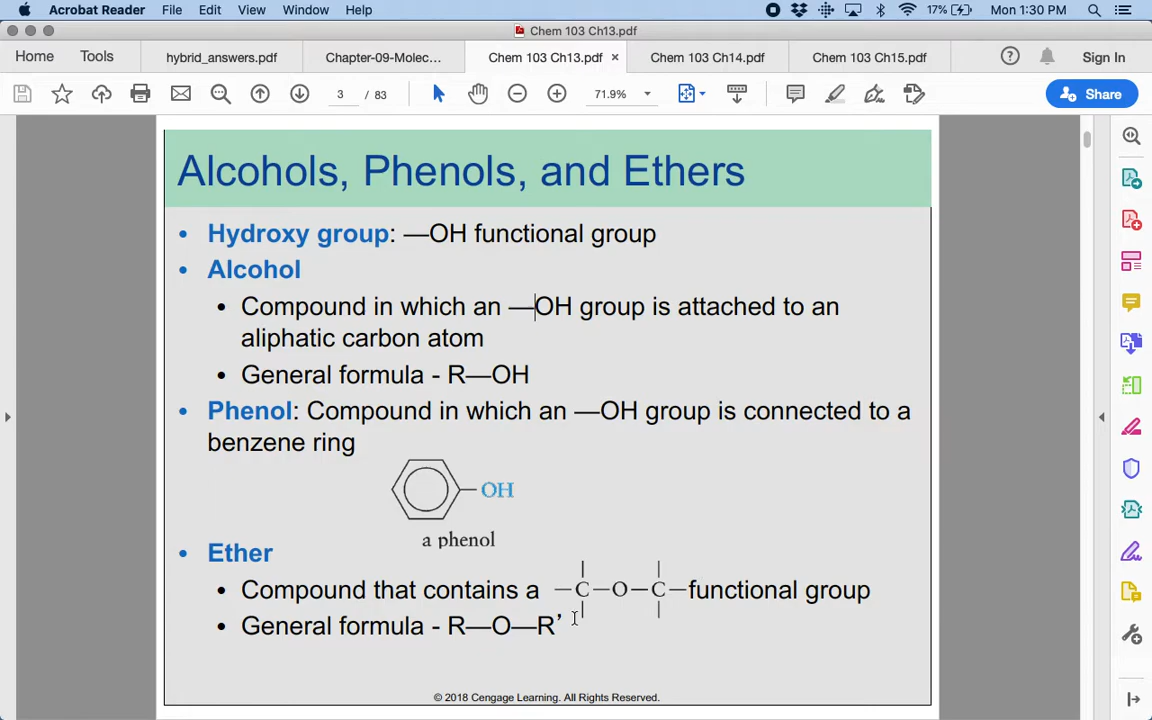 Acrobat Reader File Edit View Window Help 17% Mon 1:30 PM
Chem 103 Ch13.pdf
Home Tools hybrid_answers.pdf Chapter-09-Molec... Chem 103 Ch13.pdf × Chem 103 Ch14.pdf Chem 103 Ch15.pdf Sign In
3 / 83 71.9% Share
Alcohols, Phenols, and Ethers
• Hydroxy group: —OH functional group
• Alcohol
• Compound in which an —OH group is attached to an
aliphatic carbon atom
• General formula - R—OH
• Phenol: Compound in which an —OH group is connected to a
benzene ring
OH
a phenol
• Ether
• Compound that contains a —C—O—C— functional group
• General formula - R—O—R’
© 2018 Cengage Learning. All Rights Reserved.